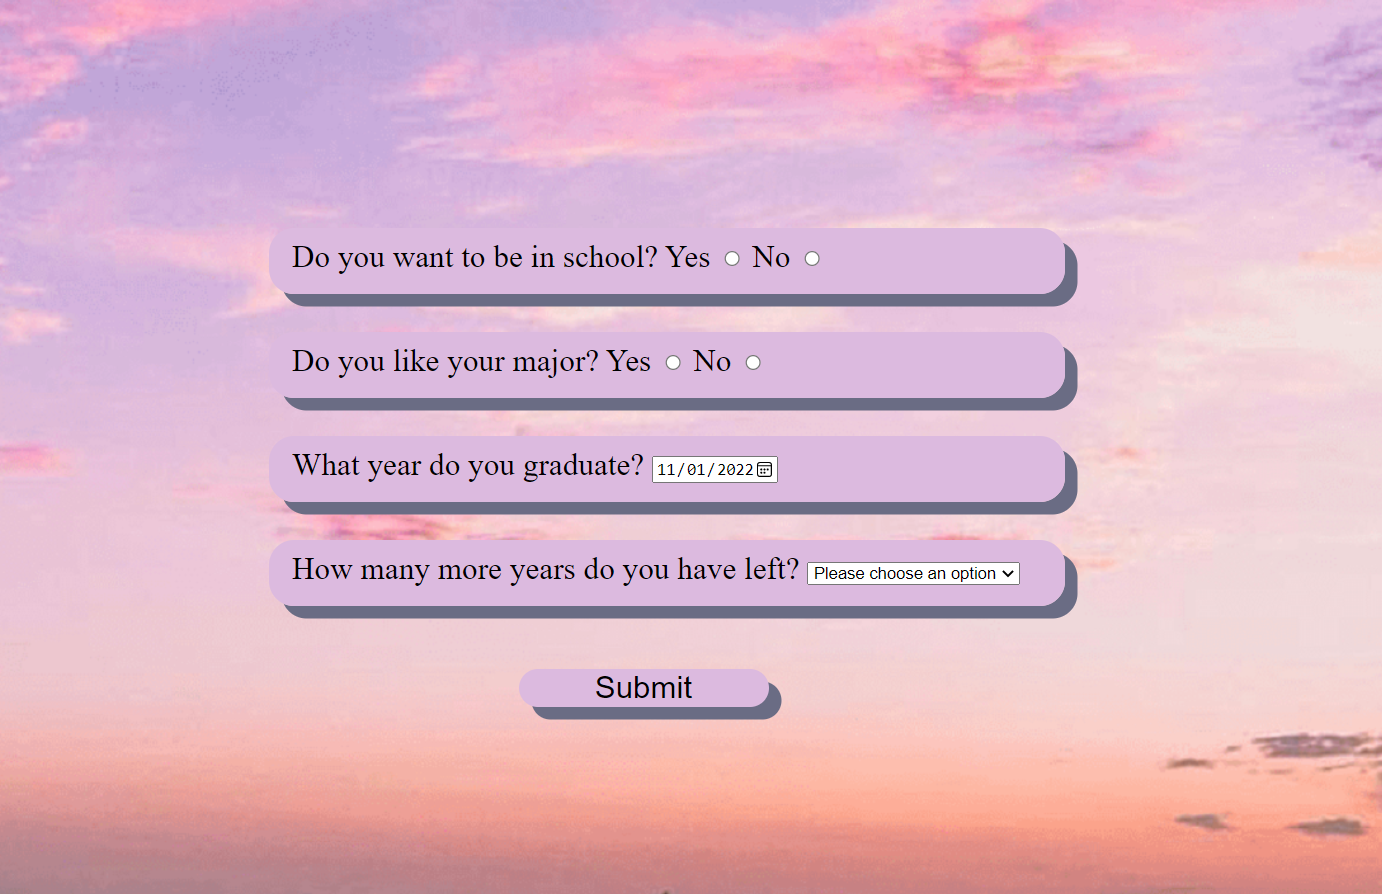 Do you want to be in school? Yes No
Do you like your major? Yes No
What year do you graduate? 11/01/2022
How many more years do you have left? Please choose an option
Submit